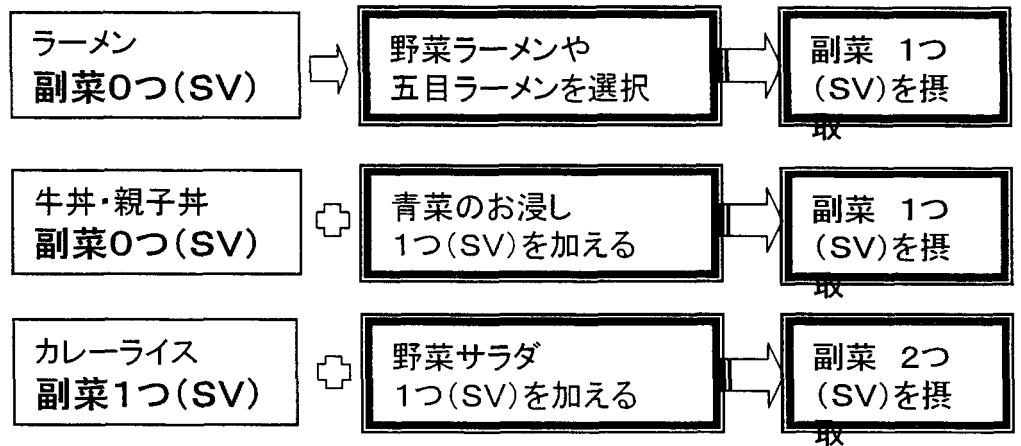 ラーメン
副菜0つ(SV)
野菜ラーメンや
五目ラーメンを選択
副菜 1つ
(SV)を摂
取
牛丼・親子丼
副菜0つ(SV)
青菜のお浸し
1つ(SV)を加える
副菜 1つ
(SV)を摂
取
カレーライス
副菜1つ(SV)
野菜サラダ
1つ(SV)を加える
副菜 2つ
(SV)を摂
取